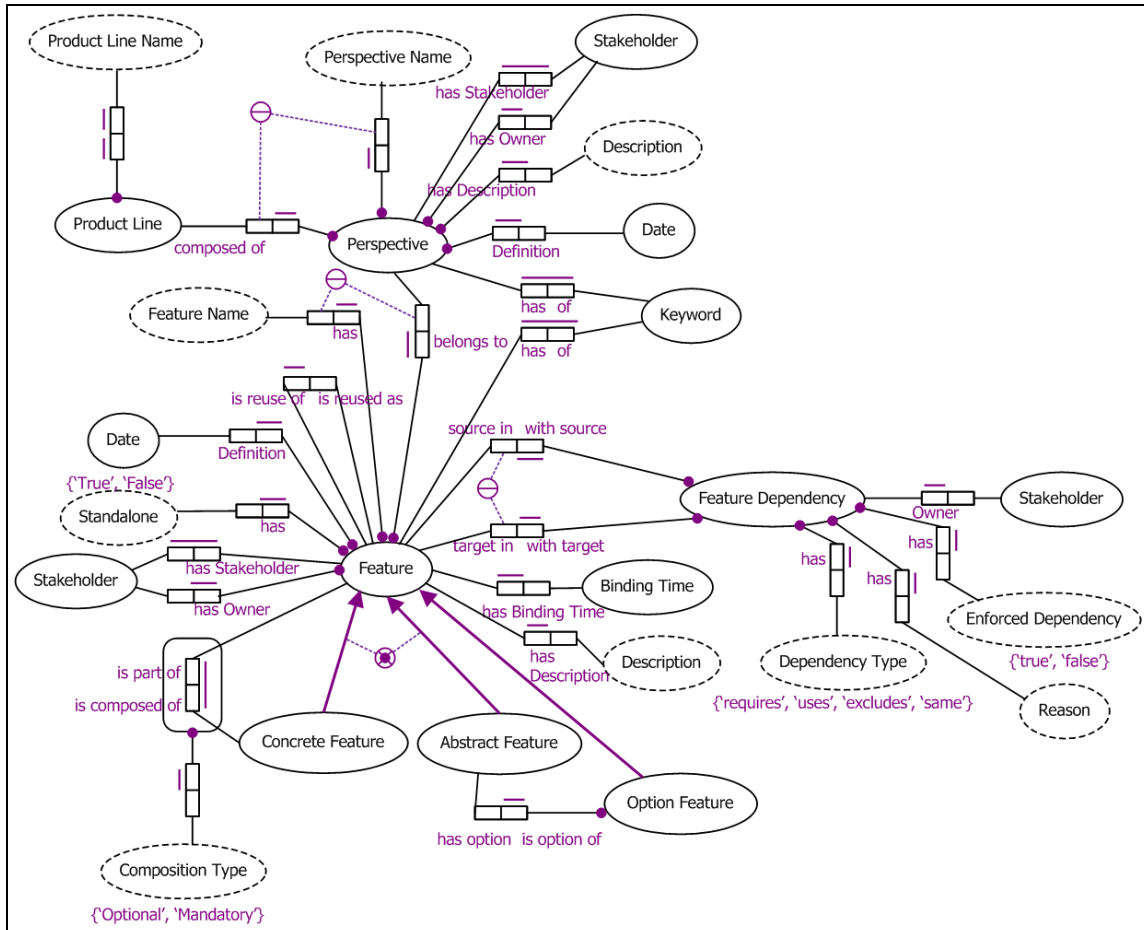 Product Line Name
Perspective Name
Stakeholder
has Stakeholder
has Owner
Description
has Description
Product Line
composed of
Perspective
Definition
Date
Feature Name
has
belongs to
has of
Keyword
has of
is reuse of is reused as
Date
Definition
{'True', 'False'}
Standalone
has
source in with source
Feature Dependency
Owner
Stakeholder
target in with target
Stakeholder
has Stakeholder
has Owner
Feature
has Binding Time
Binding Time
has
has
has
Enforced Dependency
{'true', 'false'}
has
Description
Description
Dependency Type
{'requires', 'uses', 'excludes', 'same'}
Reason
is part of
is composed of
Concrete Feature
Abstract Feature
Option Feature
has option is option of
Composition Type
{'Optional', 'Mandatory'}